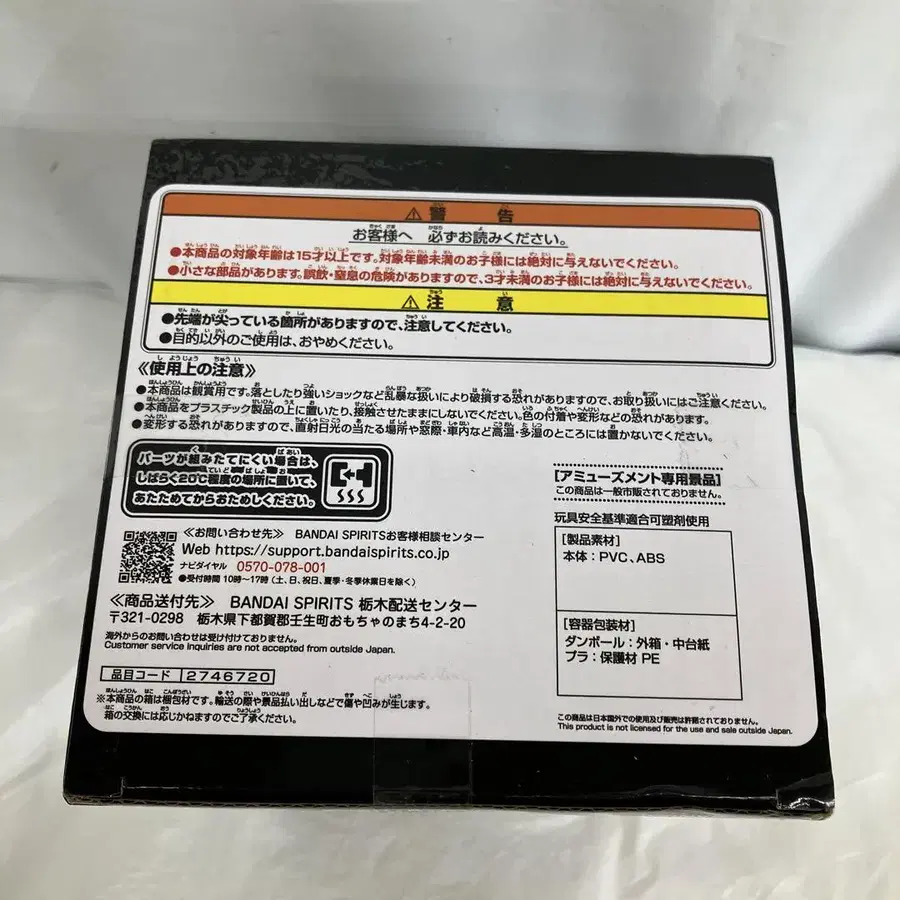 ⚠警告
お客様へ 必ずお読みください。
●本商品の対象年齢は15才以上です。対象年齢未満のお子様には絶対に与えないでください。
●小さな部品があります。誤飲・窒息の危険がありますので、3才未満のお子様には絶対に与えないでください。
⚠注意
●先端が尖っている箇所がありますので、注意してください。
●目的以外のご使用は、おやめください。
《使用上の注意》
●本商品は観賞用です。落としたり強いショックなど乱暴な扱いにより破損する恐れがありますので、お取り扱いにはご注意ください。
●本商品をプラスチック製品の上に置いたり、接触させたままにしないでください。色の付着や変形などの恐れがあります。
●変形する恐れがありますので、直射日光の当たる場所や窓際・車内など高温・多湿のところには置かないでください。
パーツが組みたてにくい場合は、
しばらく20℃程度の場所に置いて、
あたためてからおためしください。
《お問い合わせ先》 BANDAI SPIRITSお客様相談センター
Web https://support.bandaispirits.co.jp
ナビダイヤル 0570-078-001
●受付時間 10時～17時（土、日、祝日、夏季・冬季休業日を除く）
《商品送付先》 BANDAI SPIRITS 栃木配送センター
〒321-0298 栃木県下都賀郡壬生町おもちゃのまち4-2-20
海外からのお問い合わせは受け付けておりません。
Customer service inquiries are not accepted from outside Japan.
品目コード 2746720
※本商品の箱は梱包材です。輸送の際や景品払い出しなどで傷や凹みが生じます。
箱の交換には応じかねますのでご了承ください。
[アミューズメント専用景品]
この商品は一般市販されておりません。
玩具安全基準適合可塑剤使用
[製品素材]
本体：PVC、ABS
[容器包装材]
ダンボール：外箱・中台紙
プラ：保護材 PE
この商品は日本国外での使用及び販売は許諾されておりません。
This product is not licensed for the use and sale outside Japan.